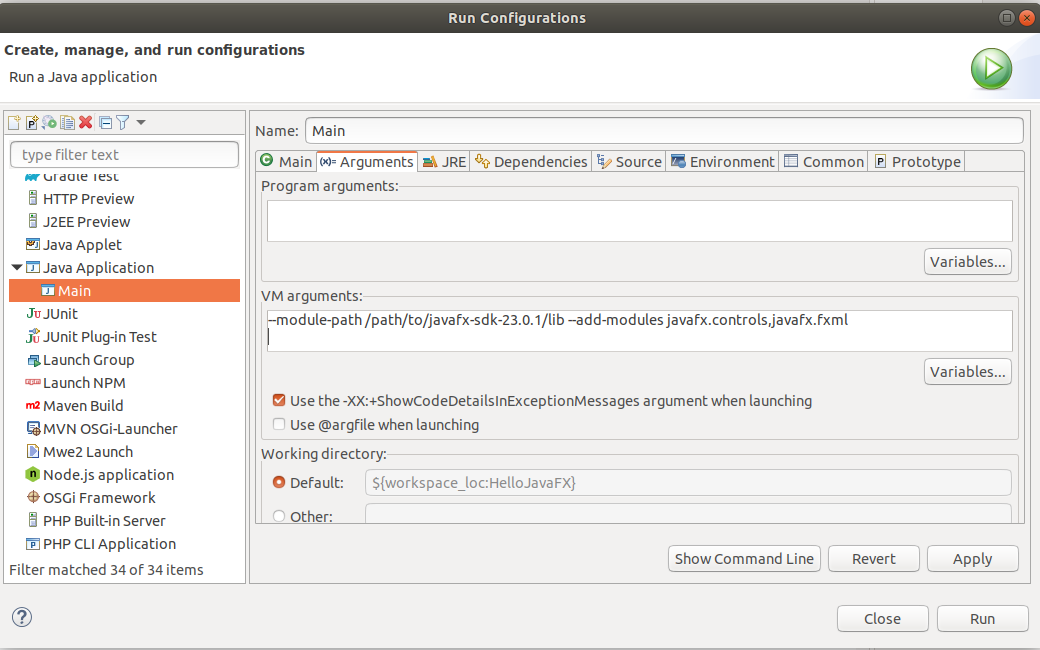 Run Configurations
Create, manage, and run configurations
Run a Java application
type filter text
Gradle Test
HTTP Preview
J2EE Preview
Java Applet
Java Application
Main
JUnit
JUnit Plug-in Test
Launch Group
Launch NPM
Maven Build
MVN OSGi-Launcher
Mwe2 Launch
Node.js application
OSGi Framework
PHP Built-in Server
PHP CLI Application
Filter matched 34 of 34 items
Name: Main
Main (x)= Arguments JRE Dependencies Source Environment Common Prototype
Program arguments:
Variables...
VM arguments:
--module-path /path/to/javafx-sdk-23.0.1/lib --add-modules javafx.controls,javafx.fxml
Variables...
Use the -XX:+ShowCodeDetailsInExceptionMessages argument when launching
Use @argfile when launching
Working directory:
Default: ${workspace_loc:HelloJavaFX}
Other:
Show Command Line Revert Apply
Close Run